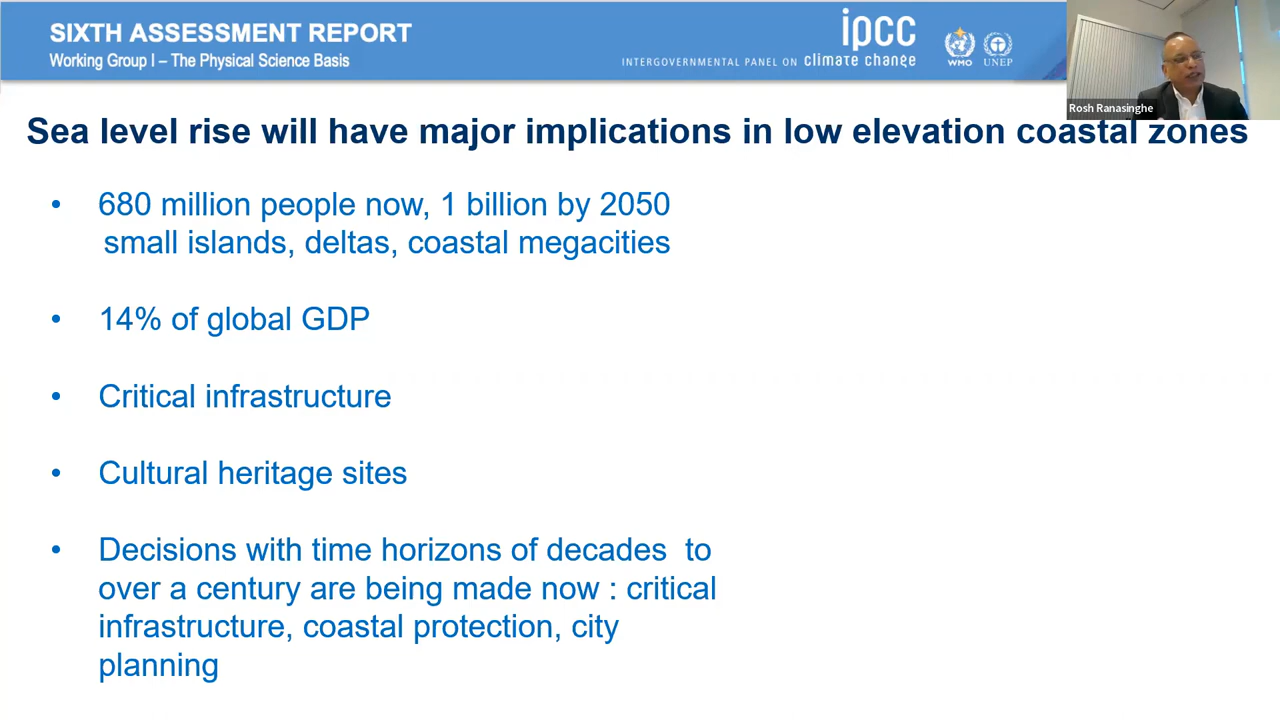 SIXTH ASSESSMENT REPORT
Working Group I – The Physical Science Basis
ipcc
INTERGOVERNMENTAL PANEL ON climate change
WMO
UNEP
Rosh Ranasinghe
Sea level rise will have major implications in low elevation coastal zones
• 680 million people now, 1 billion by 2050
small islands, deltas, coastal megacities
• 14% of global GDP
• Critical infrastructure
• Cultural heritage sites
• Decisions with time horizons of decades to
over a century are being made now : critical
infrastructure, coastal protection, city
planning